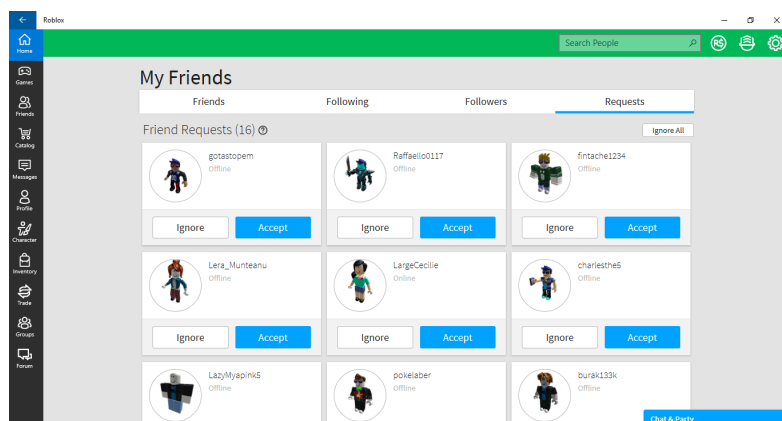 Roblox
Home
Search People
R$
Games
Friends
Catalog
Messages
Profile
Character
Inventory
Trade
Groups
Forum
My Friends
Friends Following Followers Requests
Friend Requests (16)
Ignore All
gotastopem Raffaello0117 fintache1234
Offline Offline Offline
Ignore Accept Ignore Accept Ignore Accept
Lera_Munteanu LargeCecilie charlesthe5
Offline Online Offline
Ignore Accept Ignore Accept Ignore Accept
LazyMyapink5 pokelaber burak133k
Offline Offline Offline
Chat & Party